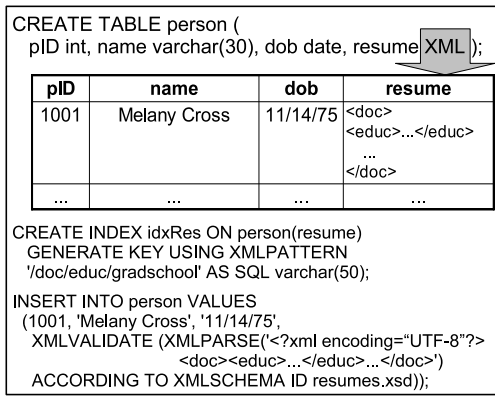 CREATE TABLE person (
pID int, name varchar(30), dob date, resume XML );
pID name dob resume
1001 Melany Cross 11/14/75 <doc>
<educ>...</educ>
...
</doc>
... ... ... ...
CREATE INDEX idxRes ON person(resume)
GENERATE KEY USING XMLPATTERN
'/doc/educ/gradschool' AS SQL varchar(50);
INSERT INTO person VALUES
(1001, 'Melany Cross', '11/14/75',
XMLVALIDATE (XMLPARSE('<?xml encoding=“UTF-8”?>
<doc><educ>...</educ>...</doc>')
ACCORDING TO XMLSCHEMA ID resumes.xsd));